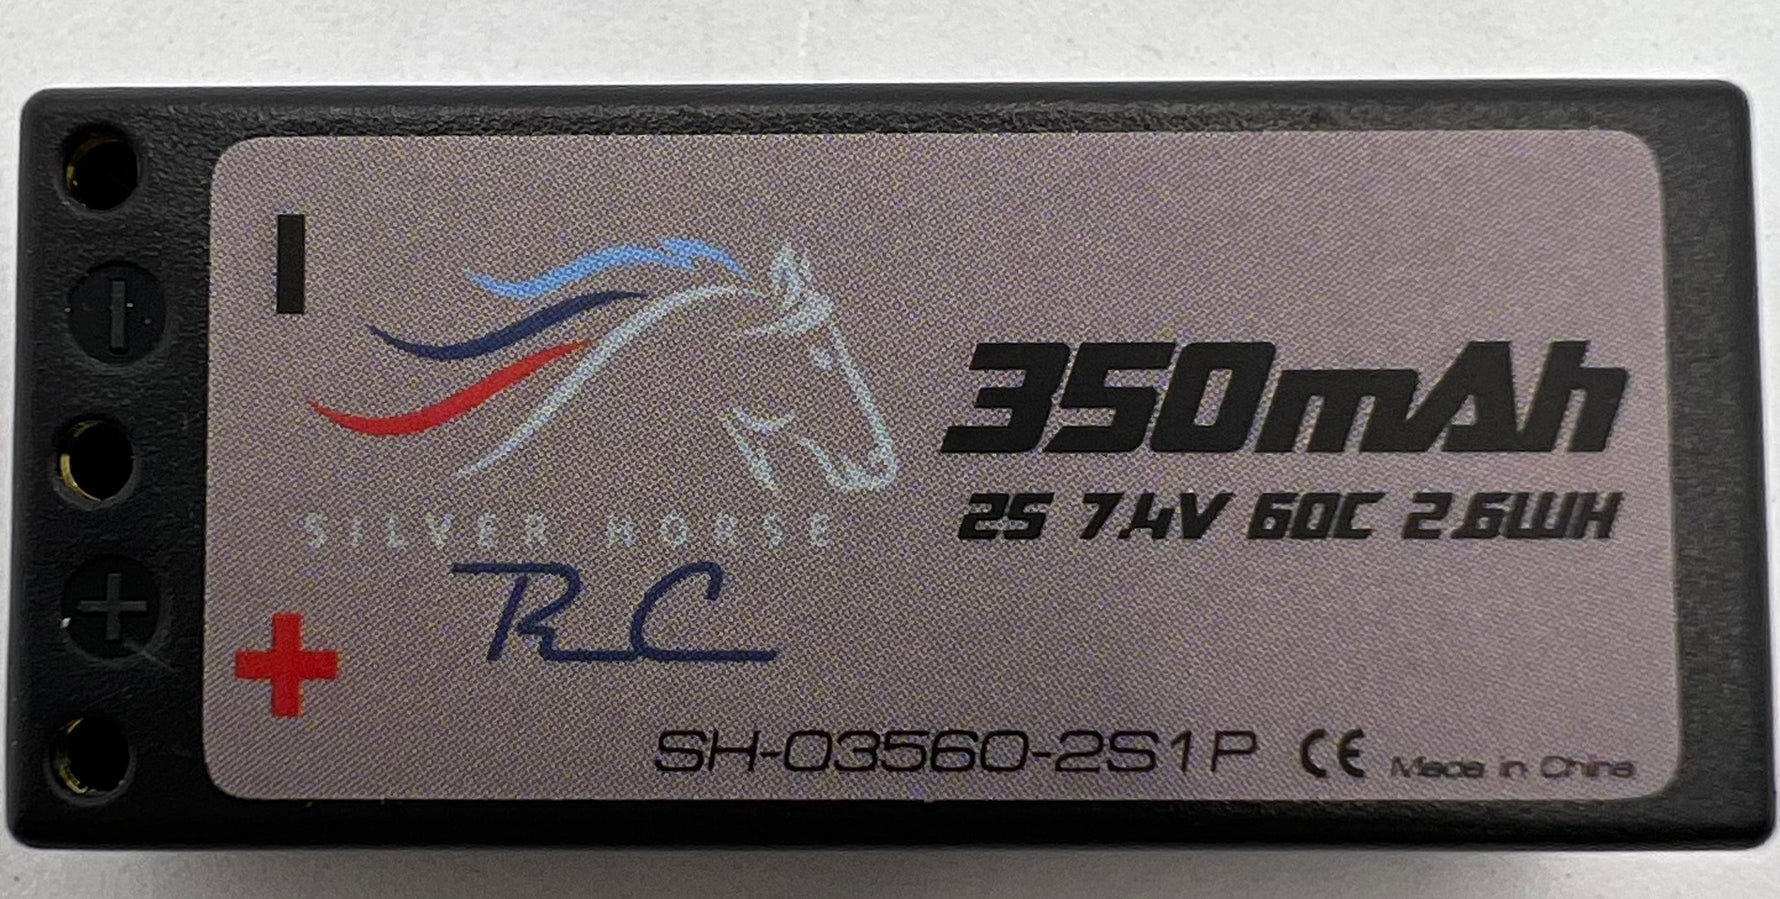 350mAh
2S 7.4V 60C 2.6WH
SILVER HORSE
RC
SH-03560-2S1P CE Made in China